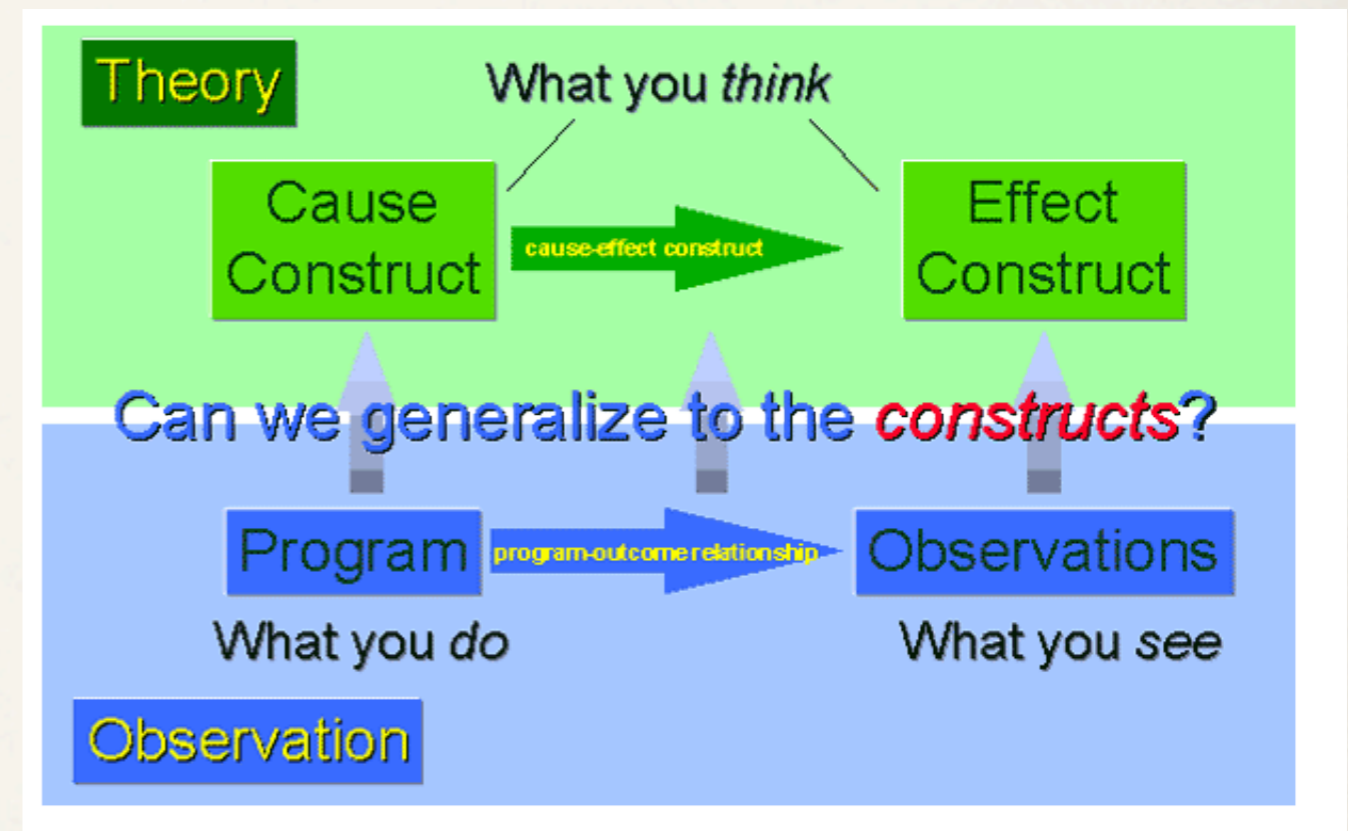 Theory
What you think
Cause
Construct
cause-effect construct
Effect
Construct
Can we generalize to the constructs?
Program
program-outcome relationship
Observations
What you do
What you see
Observation